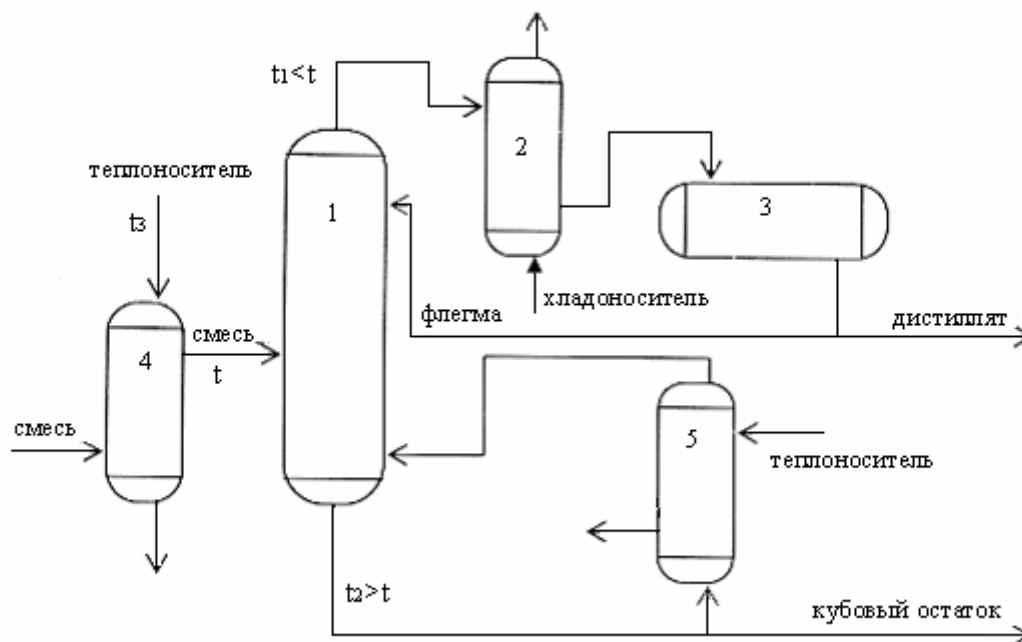 t1<t
2
теплоноситель
1
3
t3
хладоноситель
флегма
дистиллят
смесь
4
t
5
смесь
теплоноситель
t2>t
кубовый остаток